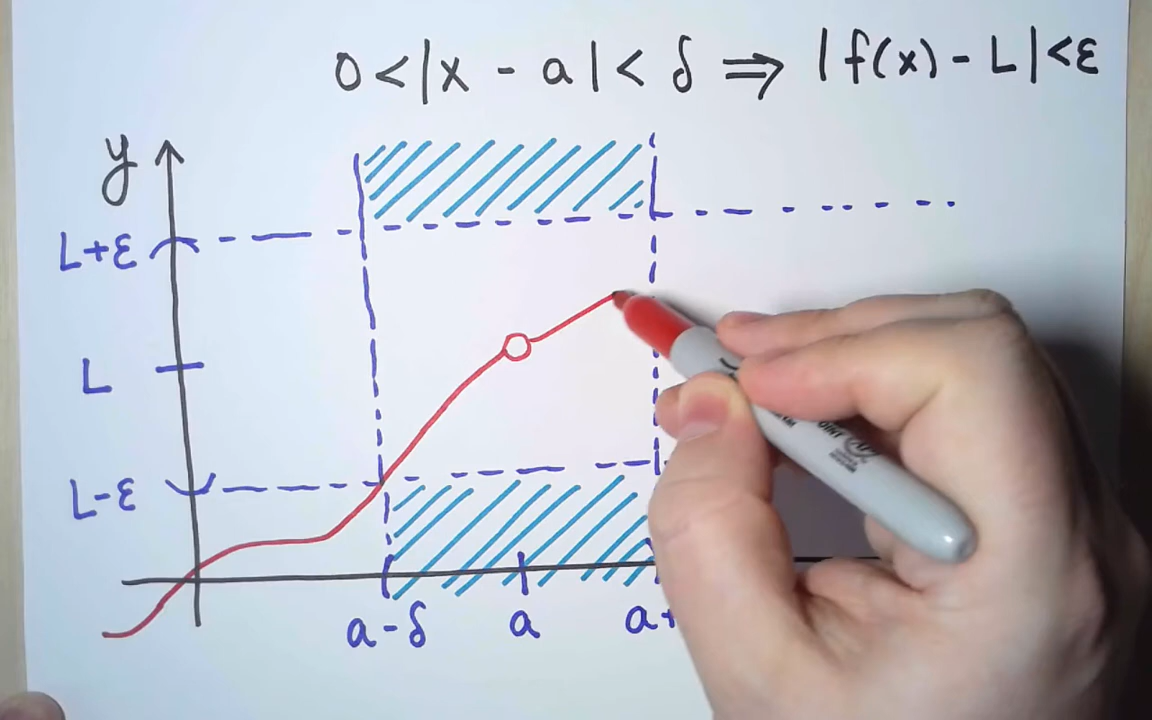 0 < |x - a| < δ ⇒ |f(x) - L| < ε
y
L+ε
L
L-ε
a-δ a a+